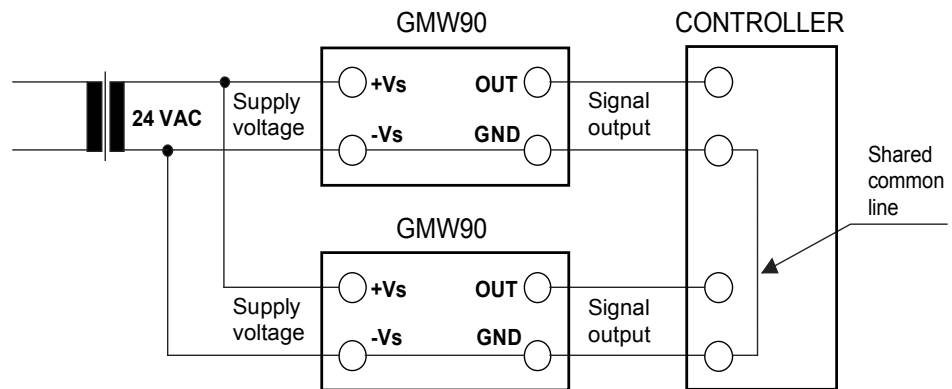 GMW90
CONTROLLER
+Vs
OUT
24 VAC
Supply
voltage
Signal
output
-Vs
GND
Shared
common
line
GMW90
+Vs
OUT
Supply
voltage
Signal
output
-Vs
GND